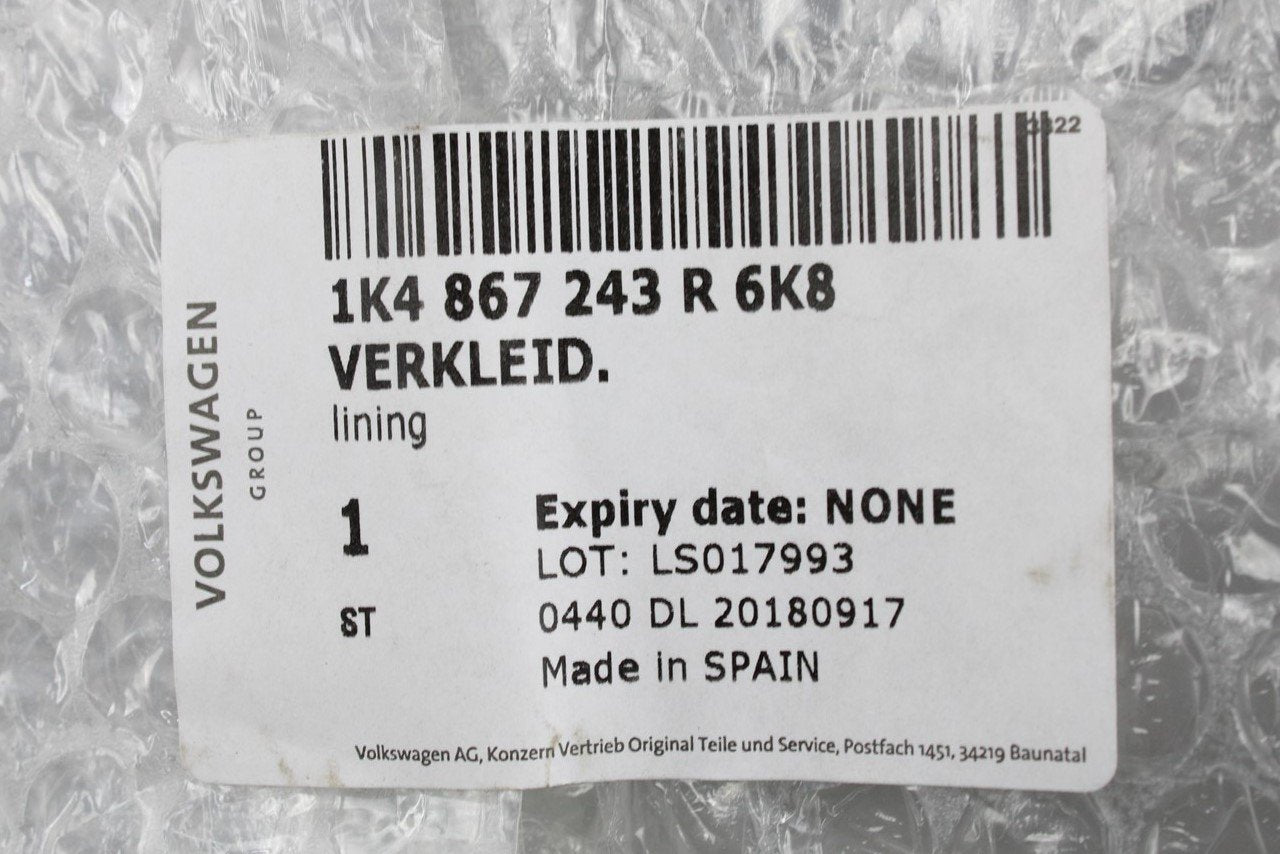 1K4 867 243 R 6K8
VERKLEID.
lining
1
Expiry date: NONE
LOT: LS017993
ST
0440 DL 20180917
Made in SPAIN
Volkswagen AG, Konzern Vertrieb Original Teile und Service, Postfach 1451, 34219 Baunatal
VOLKSWAGEN
GROUP